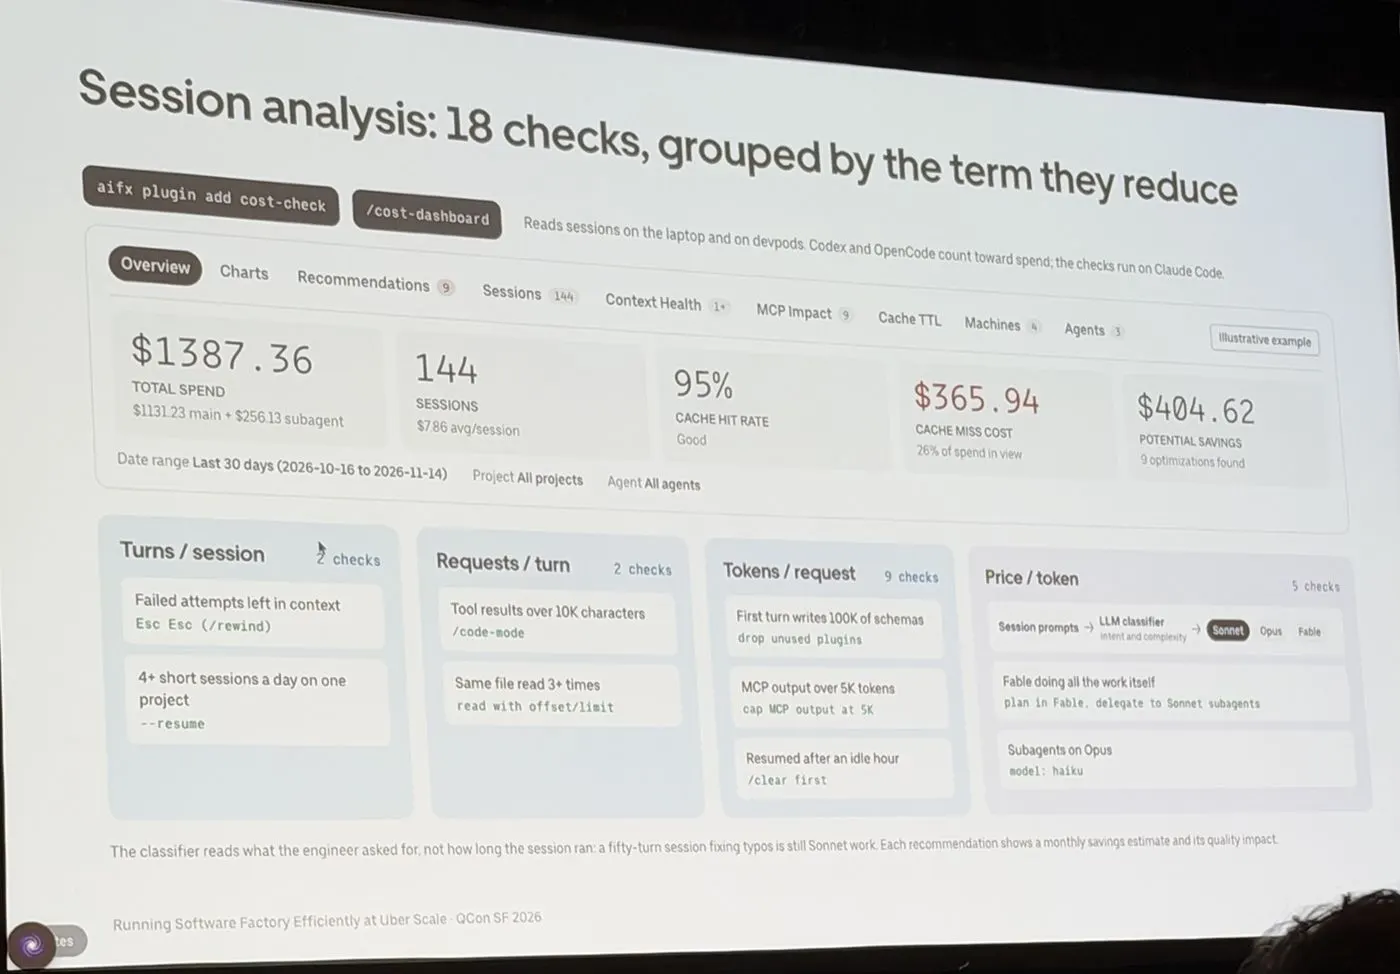 Session analysis: 18 checks, grouped by the term they reduce
aifx plugin add cost-check
/cost-dashboard
Reads sessions on the laptop and on devpods. Codex and OpenCode count toward spend; the checks run on Claude Code.
Overview
Charts
Recommendations 9
Sessions 144
Context Health 1+
MCP Impact 9
Cache TTL
Machines 4
Agents 3
Illustrative example
$1387.36
TOTAL SPEND
$1131.23 main + $256.13 subagent
144
SESSIONS
$7.86 avg/session
95%
CACHE HIT RATE
Good
$365.94
CACHE MISS COST
26% of spend in view
$404.62
POTENTIAL SAVINGS
9 optimizations found
Date range Last 30 days (2026-10-16 to 2026-11-14)
Project All projects
Agent All agents
Turns / session
2 checks
Failed attempts left in context
Esc Esc (/rewind)
4+ short sessions a day on one
project
--resume
Requests / turn
2 checks
Tool results over 10K characters
/code-mode
Same file read 3+ times
read with offset/limit
Tokens / request
9 checks
First turn writes 100K of schemas
drop unused plugins
MCP output over 5K tokens
cap MCP output at 5K
Resumed after an idle hour
/clear first
Price / token
5 checks
Session prompts → LLM classifier
intent and complexity
→ Sonnet Opus Fable
Fable doing all the work itself
plan in Fable, delegate to Sonnet subagents
Subagents on Opus
model: haiku
The classifier reads what the engineer asked for, not how long the session ran: a fifty-turn session fixing typos is still Sonnet work. Each recommendation shows a monthly savings estimate and its quality impact.
Running Software Factory Efficiently at Uber Scale · QCon SF 2026